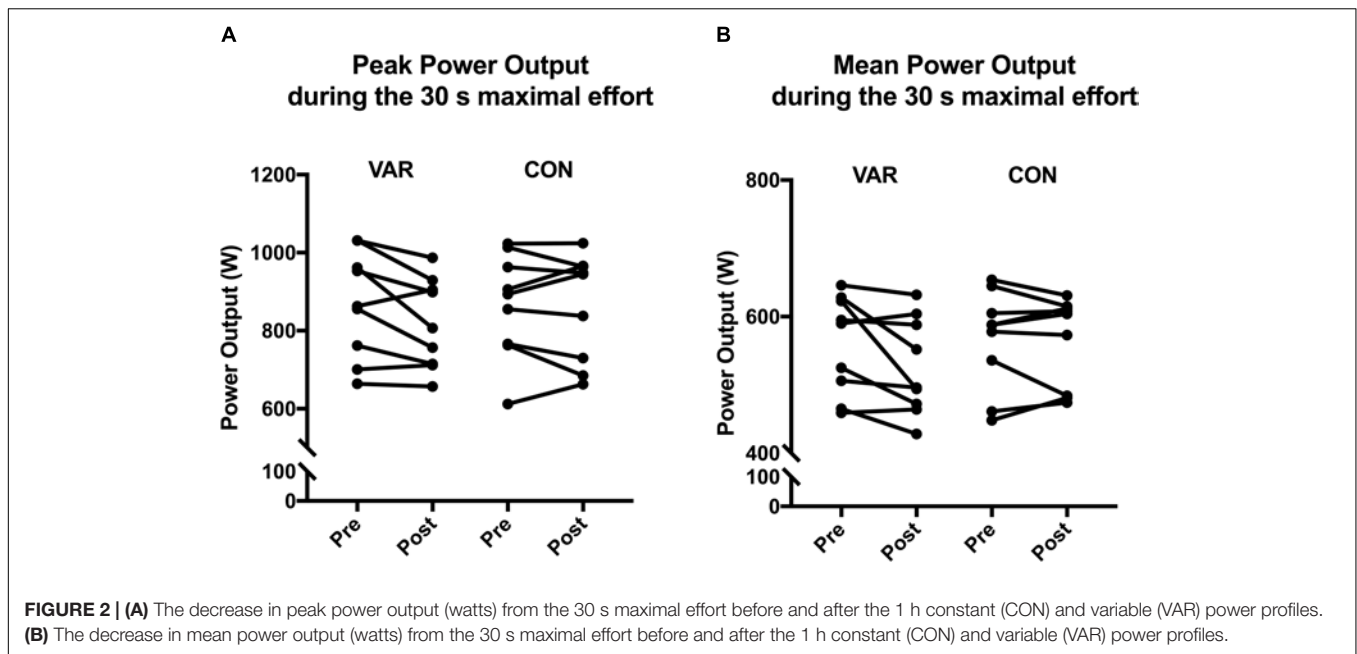 A
Peak Power Output
during the 30 s maximal effort
VAR
CON
1200
1000
800
600
100
0
Power Output (W)
Pre
Post
Pre
Post
B
Mean Power Output
during the 30 s maximal effort
VAR
CON
800
600
400
100
0
Power Output (W)
Pre
Post
Pre
Post
FIGURE 2 | (A) The decrease in peak power output (watts) from the 30 s maximal effort before and after the 1 h constant (CON) and variable (VAR) power profiles.
(B) The decrease in mean power output (watts) from the 30 s maximal effort before and after the 1 h constant (CON) and variable (VAR) power profiles.